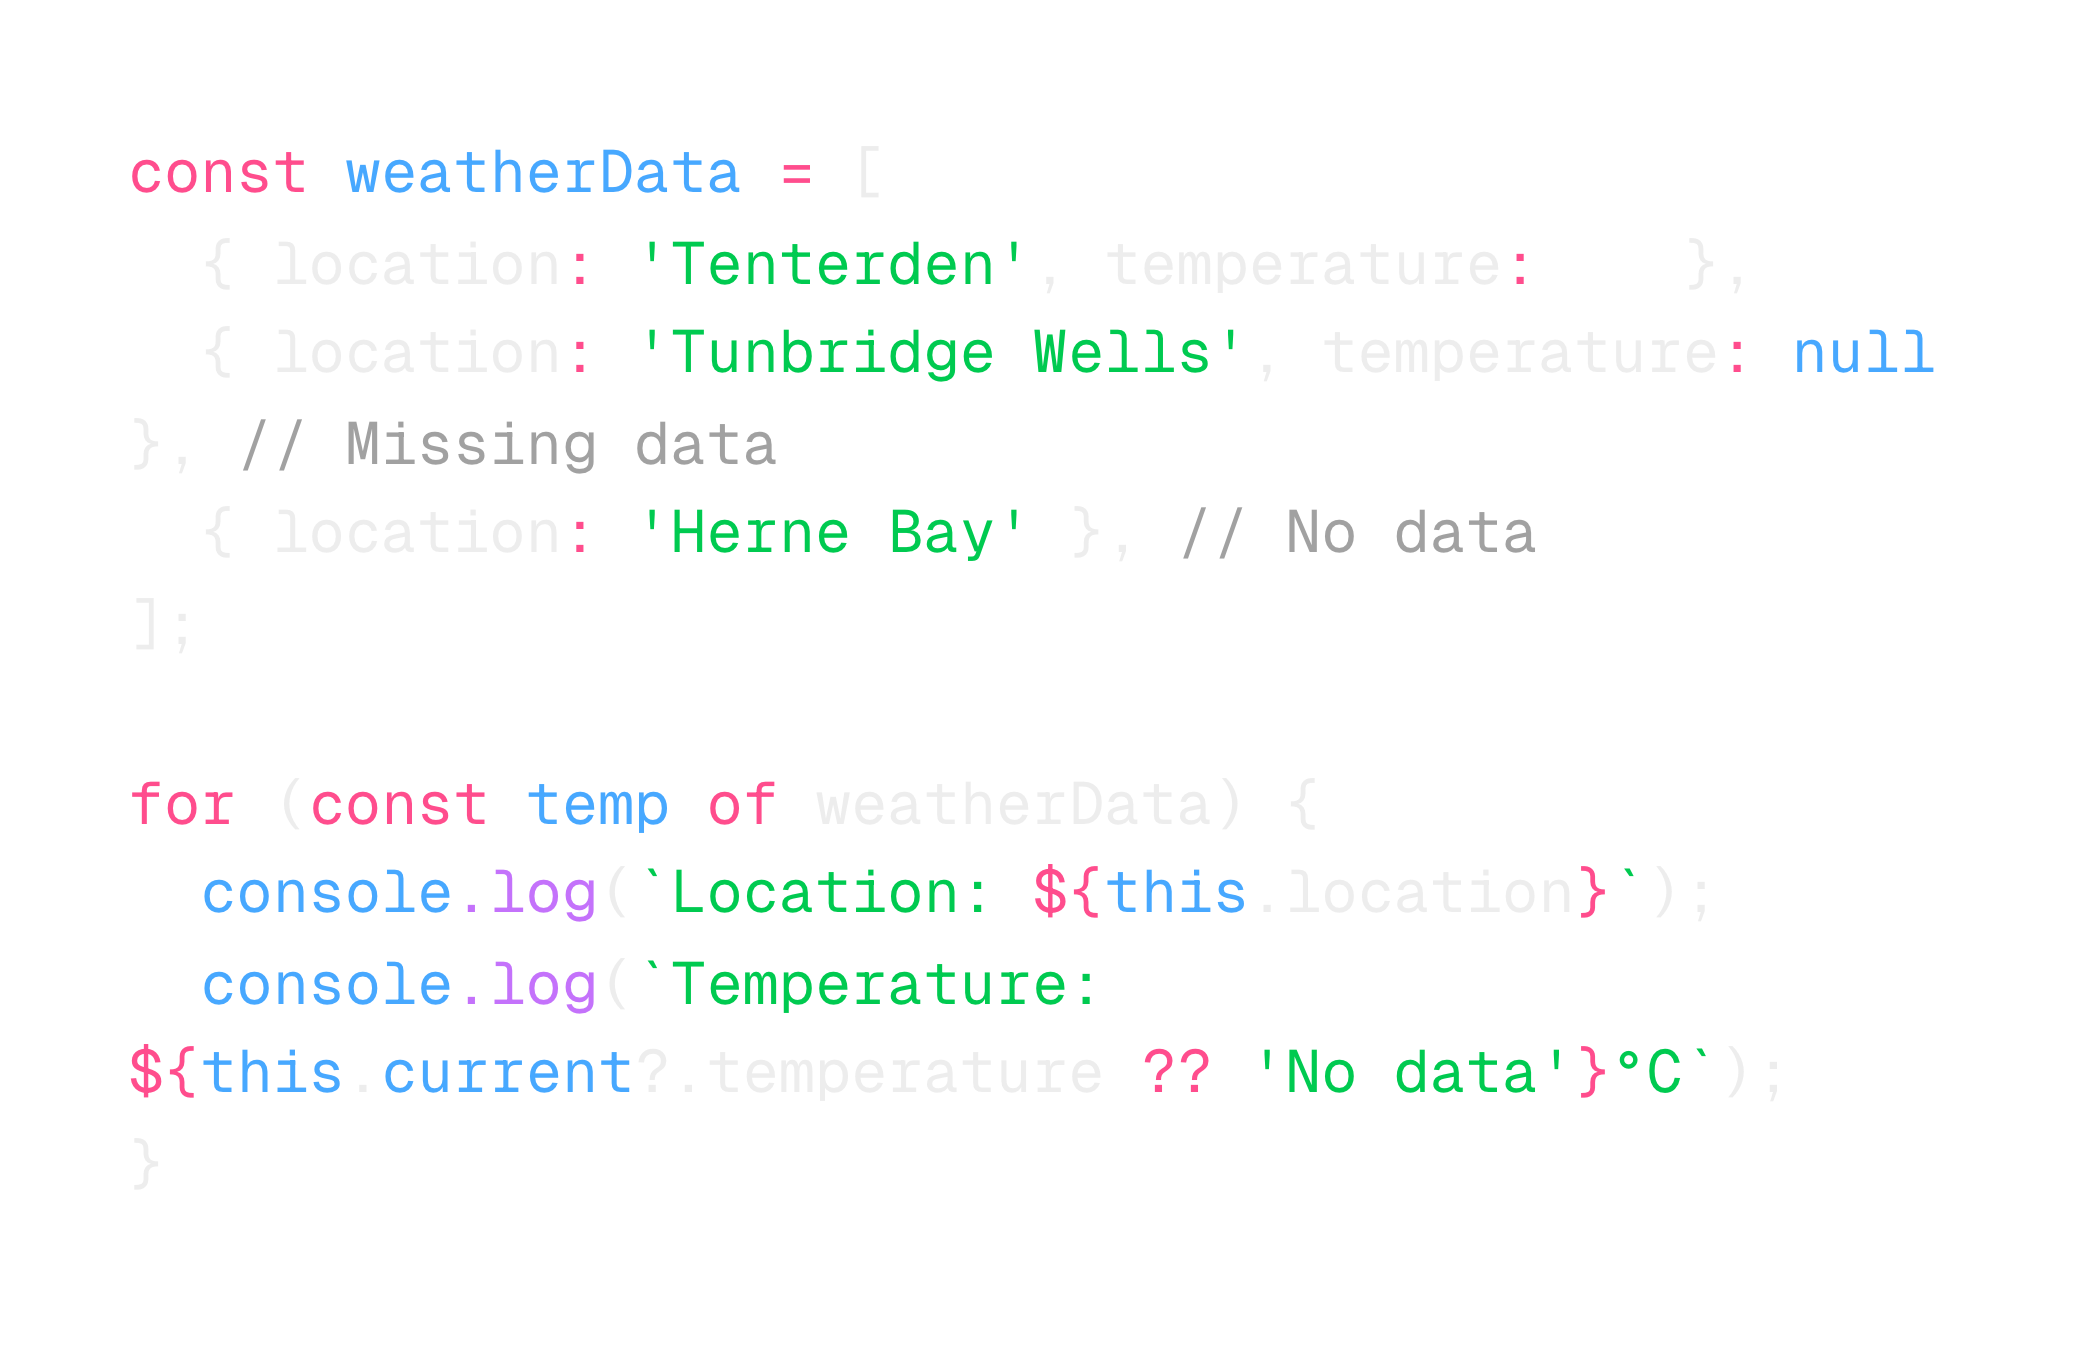 const weatherData = [
  { location: 'Tenterden', temperature:    },
  { location: 'Tunbridge Wells', temperature: null
}, // Missing data
  { location: 'Herne Bay' }, // No data
];

for (const temp of weatherData) {
  console.log(`Location: ${this.location}`);
  console.log(`Temperature:
${this.current?.temperature ?? 'No data'}°C`);
}